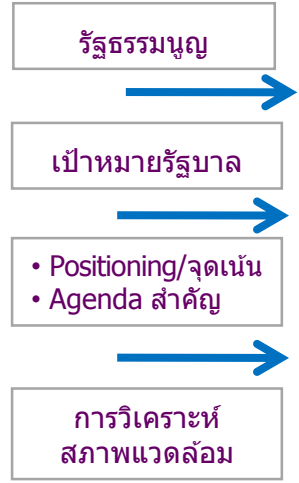 รัฐธรรมนูญ
เป้าหมายรัฐบาล
• Positioning/จุดเน้น
• Agenda สำคัญ
การวิเคราะห์
สภาพแวดล้อม